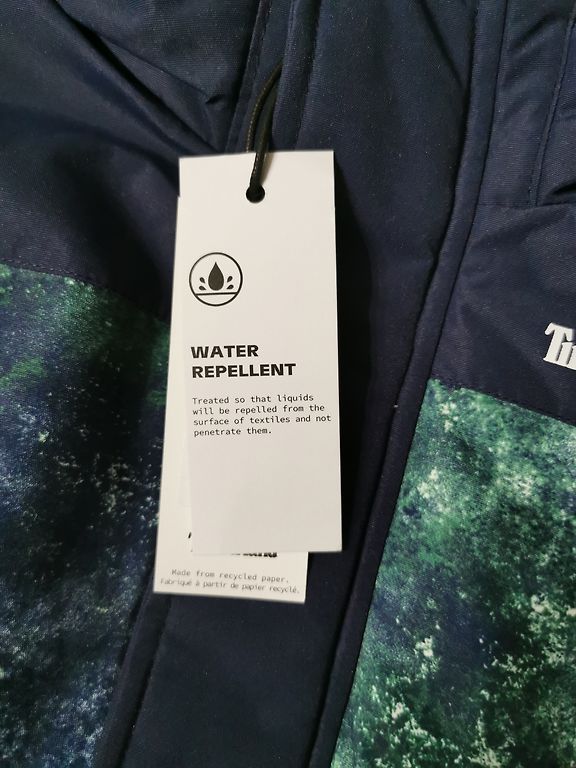 WATER
REPELLENT
Treated so that liquids
will be repelled from the
surface of textiles and not
penetrate them.
Made from recycled paper.
Fabriqué à partir de papier recyclé.